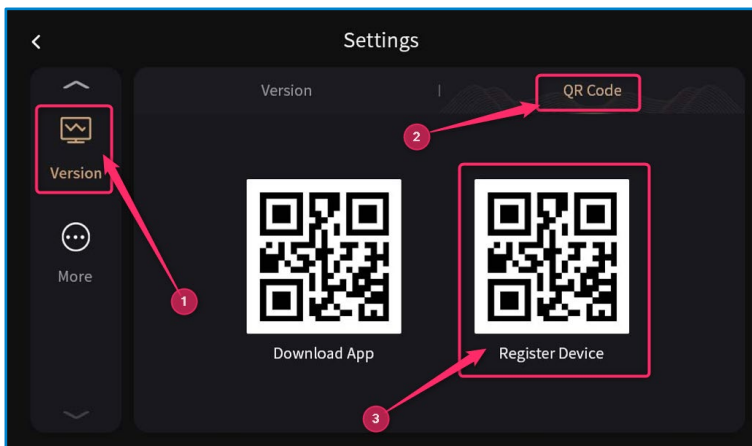 Settings
Version
QR Code
2
Version
More
1
Download App
Register Device
3